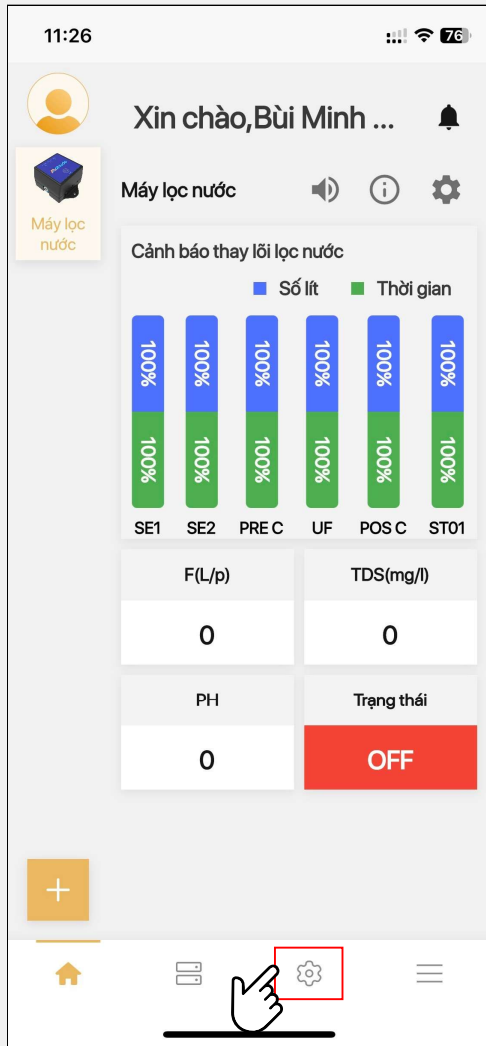 11:26
76
Xin chào,Bùi Minh ...
Máy lọc nước
Máy lọc
nước
Cảnh báo thay lõi lọc nước
Số lít
Thời gian
100% 100% 100% 100% 100% 100%
100% 100% 100% 100% 100% 100%
SE1 SE2 PRE C UF POS C ST01
F(L/p) TDS(mg/l)
0 0
PH Trạng thái
0 OFF